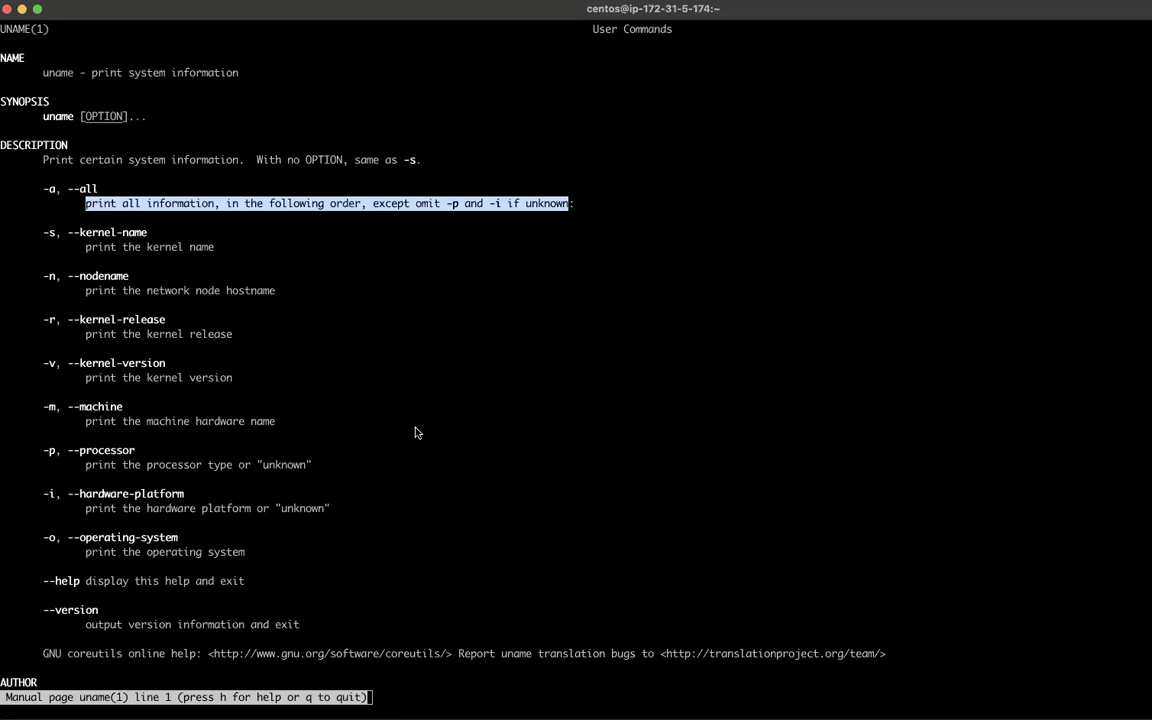 centos@ip-172-31-5-174:~
UNAME(1) User Commands
NAME
uname - print system information
SYNOPSIS
uname [OPTION]...
DESCRIPTION
Print certain system information.  With no OPTION, same as -s.
-a, --all
print all information, in the following order, except omit -p and -i if unknown:
-s, --kernel-name
print the kernel name
-n, --nodename
print the network node hostname
-r, --kernel-release
print the kernel release
-v, --kernel-version
print the kernel version
-m, --machine
print the machine hardware name
-p, --processor
print the processor type or "unknown"
-i, --hardware-platform
print the hardware platform or "unknown"
-o, --operating-system
print the operating system
--help display this help and exit
--version
output version information and exit
GNU coreutils online help: <http://www.gnu.org/software/coreutils/> Report uname translation bugs to <http://translationproject.org/team/>
AUTHOR
Manual page uname(1) line 1 (press h for help or q to quit)